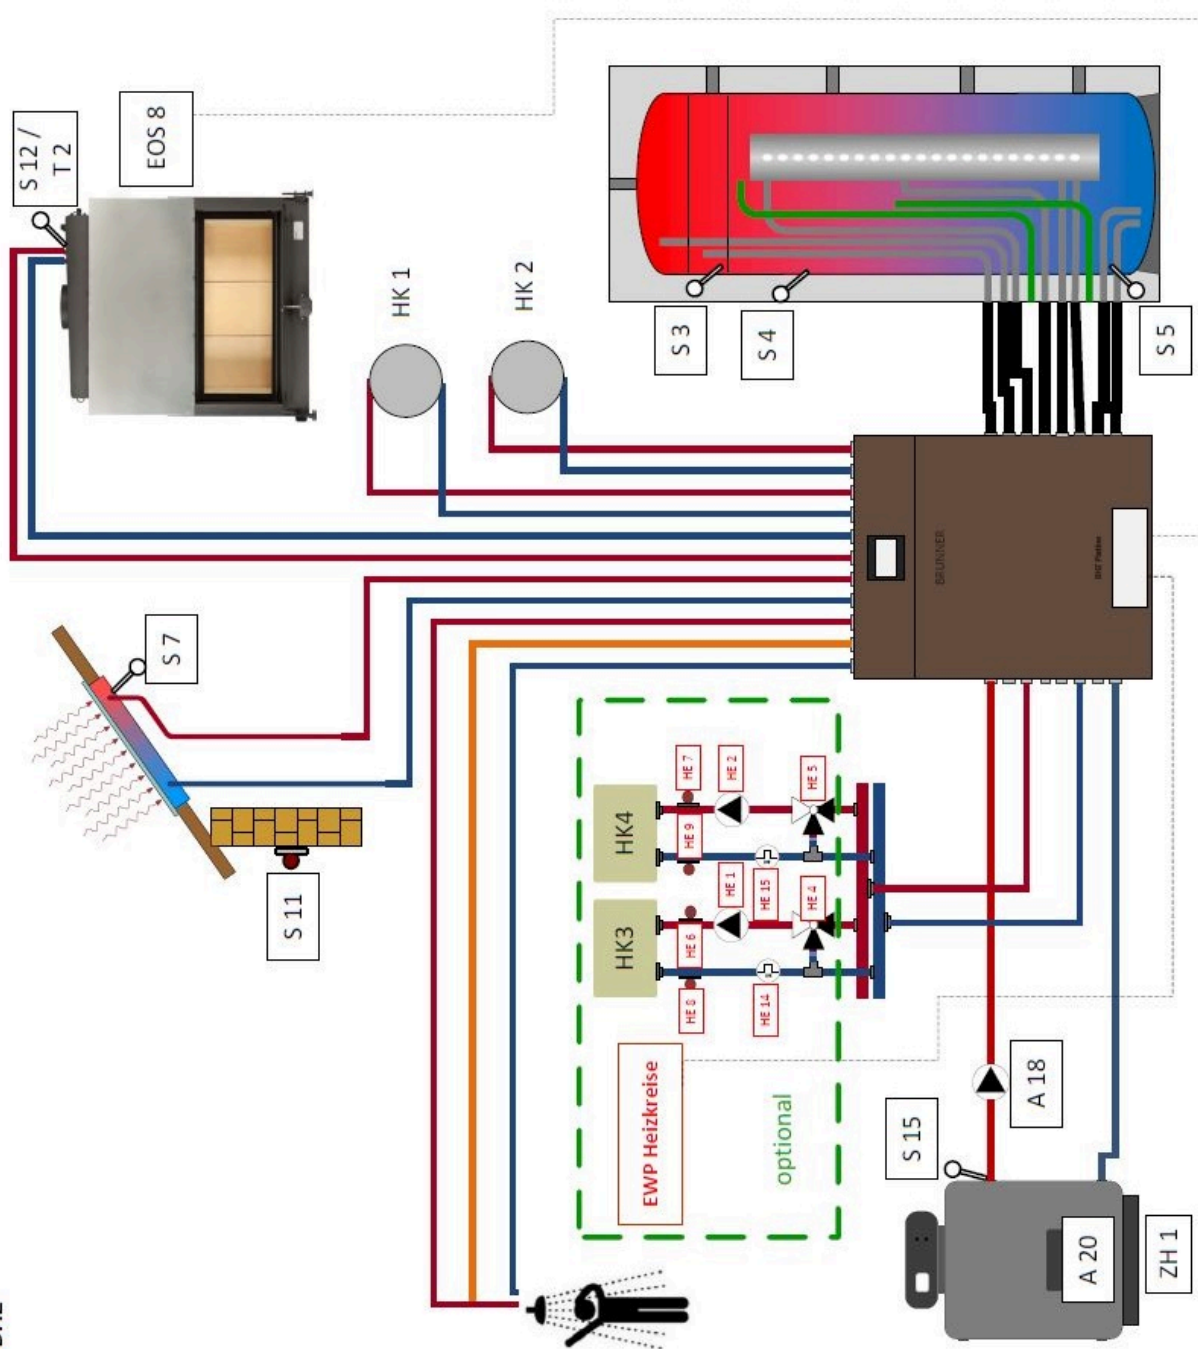 S 12 /
T 2
EOS 8
S 7
S 11
HK 1
HK 2
HK3
HK4
EWP Heizkreise
S 3
HE 8
HE 6
HE 9
HE 7
HE 1
HE 2
HE 14
HE 15
S 4
optional
HE 4
HE 5
S 15
BRUNNER
A 18
A 20
ZH 1
S 5